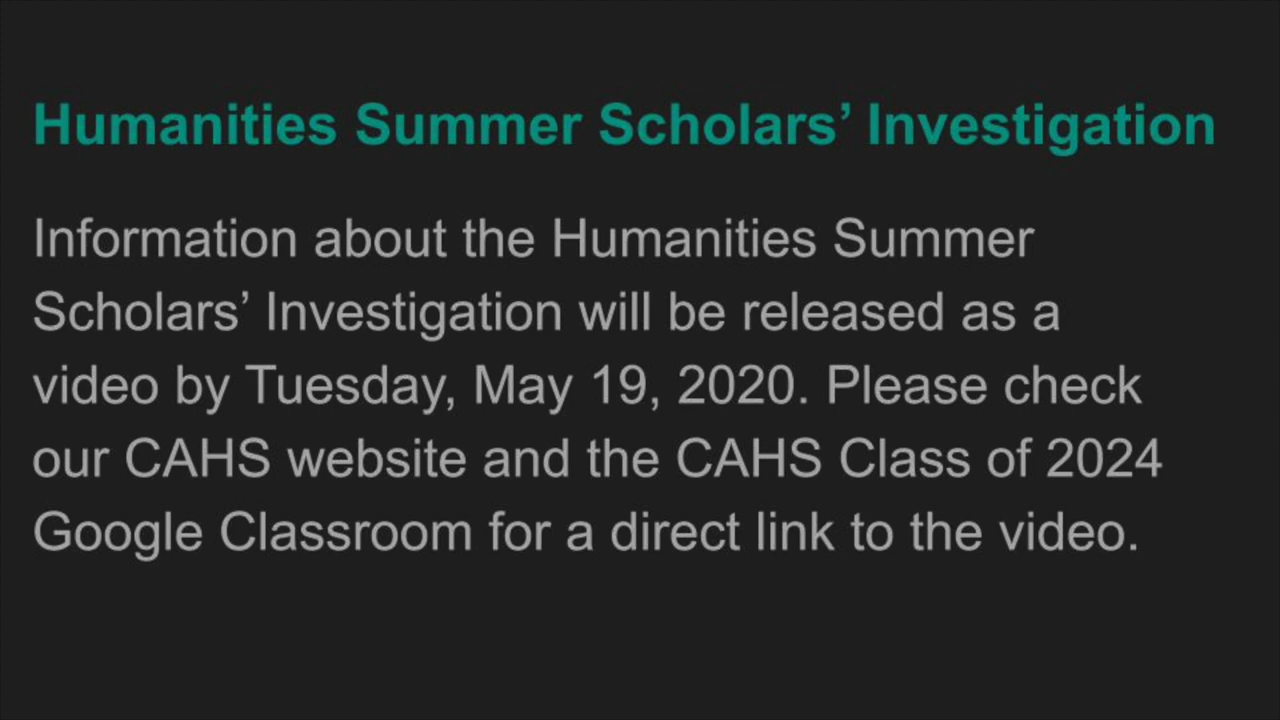 Humanities Summer Scholars’ Investigation
Information about the Humanities Summer
Scholars’ Investigation will be released as a
video by Tuesday, May 19, 2020. Please check
our CAHS website and the CAHS Class of 2024
Google Classroom for a direct link to the video.